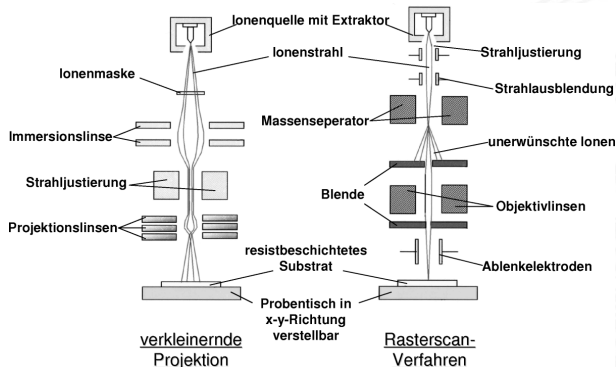 Ionenquelle mit Extraktor
Ionenstrahl
Ionenmaske
Immersionslinse
Strahljustierung
Projektionslinsen
resistbeschichtetes
Substrat
Probentisch in
x-y-Richtung
verstellbar
verkleinernde
Projektion
Strahljustierung
Strahlausblendung
Massenseperator
unerwünschte Ionen
Blende
Objektivlinsen
Ablenkelektroden
Rasterscan-
Verfahren